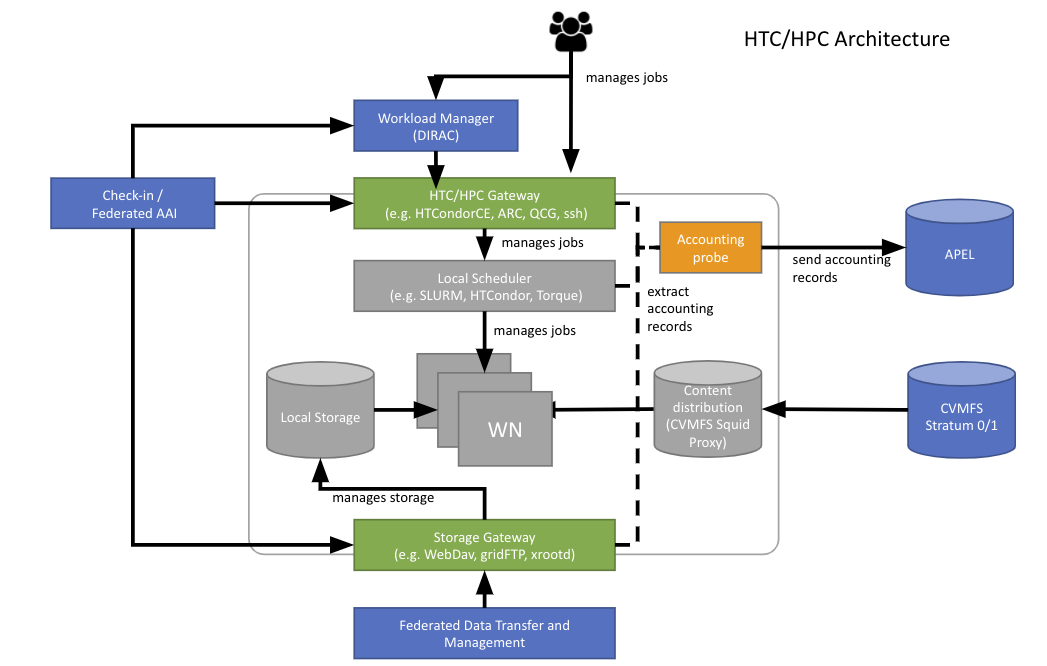 HTC/HPC Architecture
manages jobs
Workload Manager
(DIRAC)
Check-in /
Federated AAI
HTC/HPC Gateway
(e.g. HTCondorCE, ARC, QCG, ssh)
manages jobs
Accounting
probe
send accounting
records
APEL
Local Scheduler
(e.g. SLURM, HTCondor, Torque)
extract
accounting
records
manages jobs
Local Storage
WN
Content
distribution
(CVMFS Squid
Proxy)
CVMFS
Stratum 0/1
manages storage
Storage Gateway
(e.g. WebDav, gridFTP, xrootd)
Federated Data Transfer and
Management